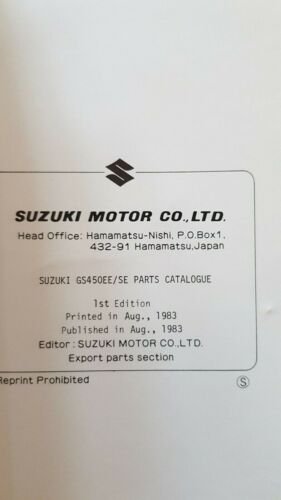 SUZUKI MOTOR CO.,LTD.
Head Office: Hamamatsu-Nishi, P.O.Box1,
432-91 Hamamatsu,Japan
SUZUKI GS450EE/SE PARTS CATALOGUE
1st Edition
Printed in Aug., 1983
Published in Aug., 1983
Editor : SUZUKI MOTOR CO.,LTD.
Export parts section
Reprint Prohibited
Ⓢ